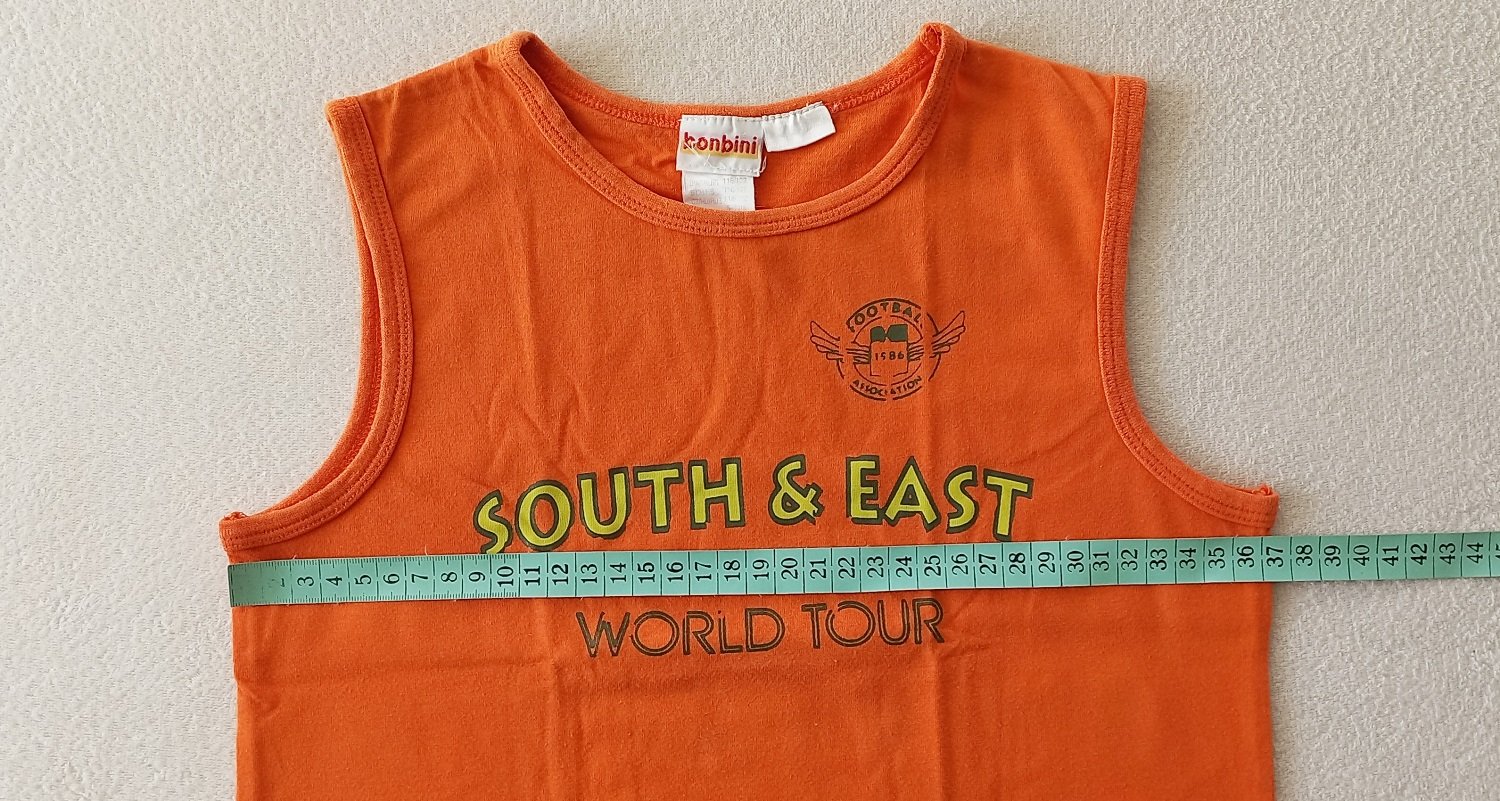 bonbini
FOOTBALL
1586
ASSOCIATION
SOUTH & EAST
2 3 4 5 6 7 8 9 10 11 12 13 14 15 16 17 18 19 20 21 22 23 24 25 26 27 28 29 30 31 32 33 34 35 36 37 38 39 40 41 42 43 44
WORLD TOUR